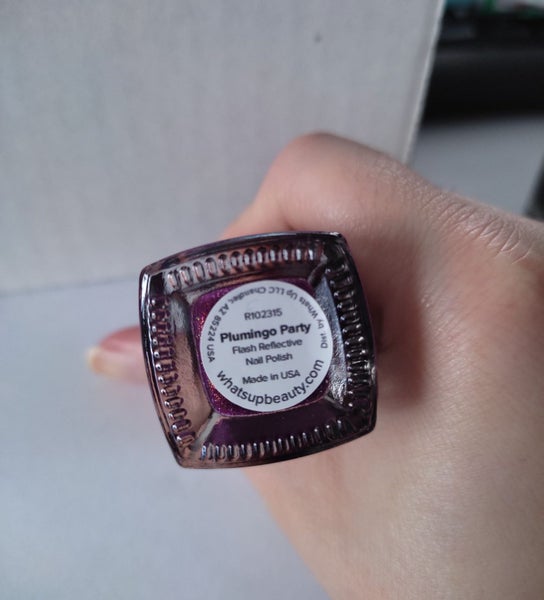 R102315
Plumingo Party
Flash Reflective
Nail Polish
Made in USA
whatsupbeauty.com
Dist. by Whats Up LLC Chandler, AZ 85224 USA